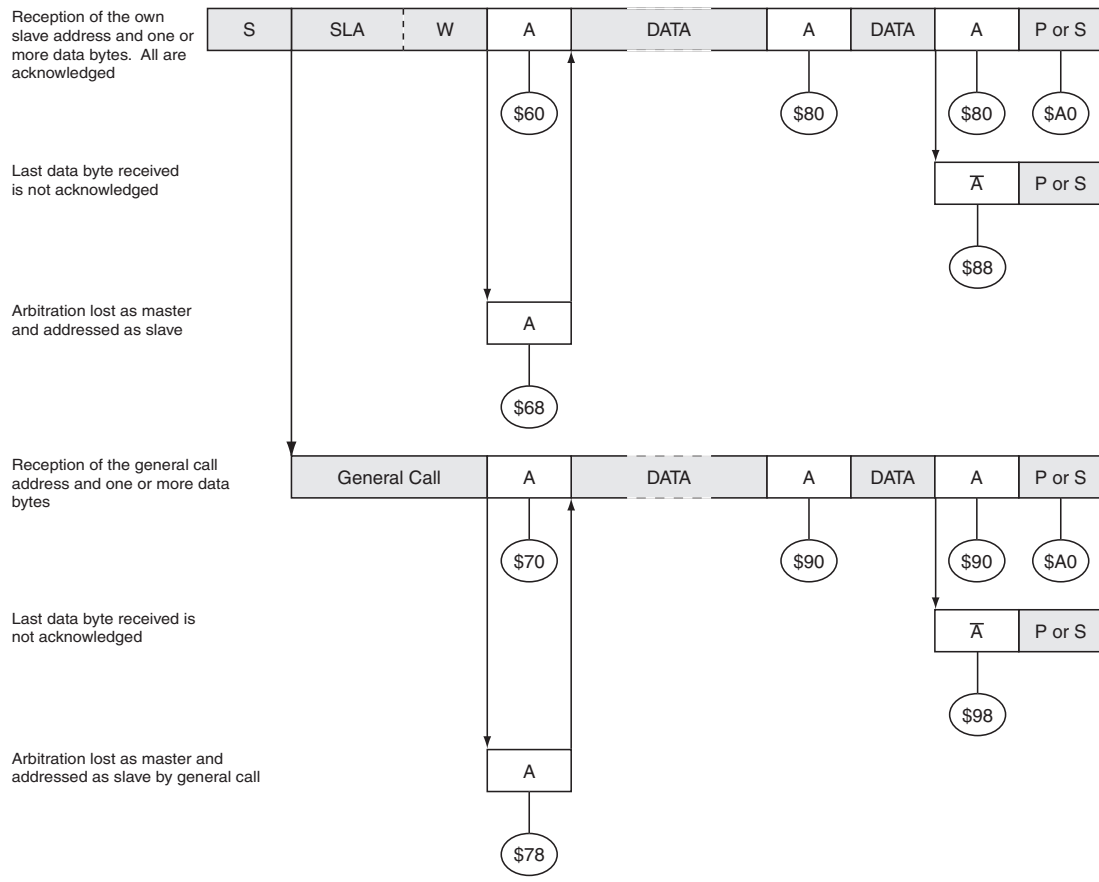 Reception of the own
slave address and one or
more data bytes. All are
acknowledged
S SLA W A DATA A DATA A P or S
$60 $80 $80 $A0
Last data byte received
is not acknowledged
A̅ P or S
$88
Arbitration lost as master
and addressed as slave
A
$68
Reception of the general call
address and one or more data
bytes
General Call A DATA A DATA A P or S
$70 $90 $90 $A0
Last data byte received is
not acknowledged
A̅ P or S
$98
Arbitration lost as master and
addressed as slave by general call
A
$78